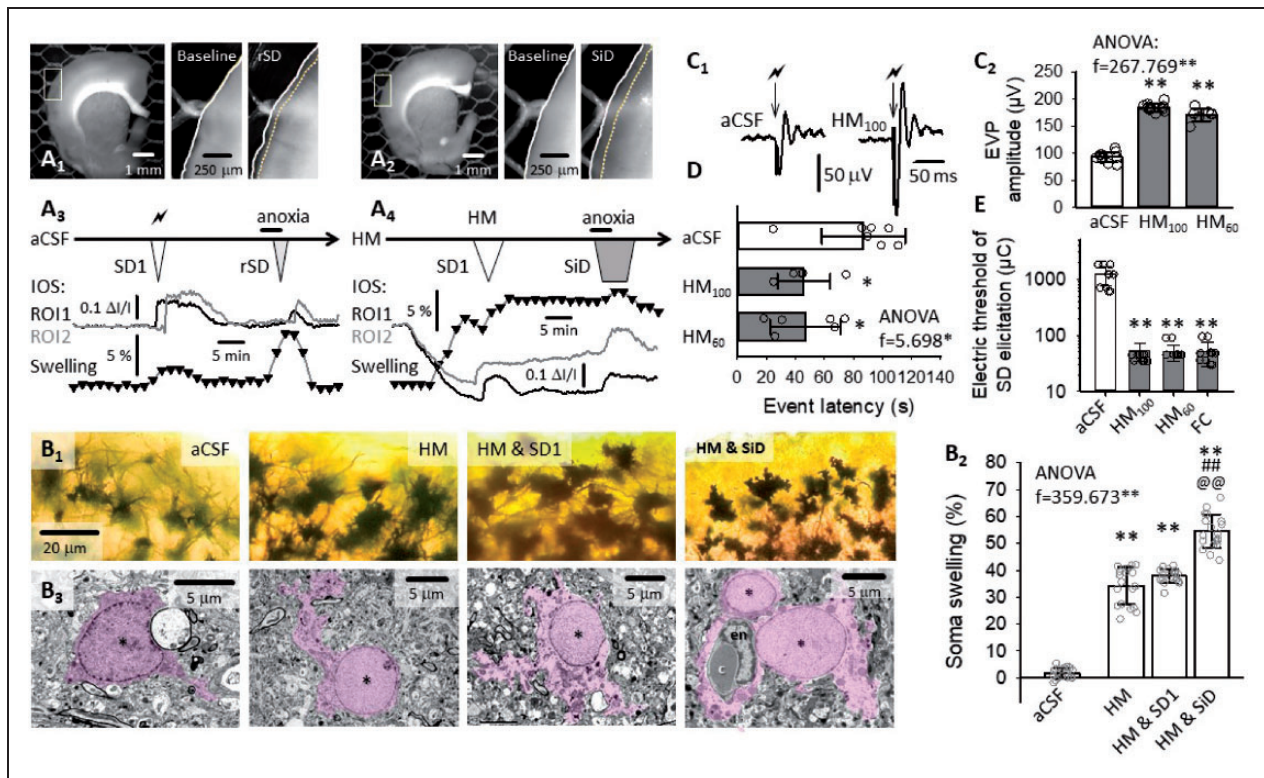 Baseline
rSD
A1
1 mm
250 µm
Baseline
SiD
A2
1 mm
250 µm
A3
aCSF
anoxia
SD1
rSD
IOS:
ROI1
ROI2
0.1 ΔI/I
5 min
5 %
Swelling
A4
HM
HM
anoxia
SD1
SiD
IOS:
ROI1
ROI2
5 %
5 min
Swelling
0.1 ΔI/I
C1
aCSF
HM100
50 µV
50 ms
D
aCSF
HM100
*
HM60
*
ANOVA
f=5.698*
0 20 40 60 80 100 120 140
Event latency (s)
C2
ANOVA:
f=267.769**
** **
250
200
150
100
50
0
EVP
amplitude (µV)
aCSF HM100 HM60
E
Electric threshold of
SD elicitation (µC)
1000
100
10
** ** **
aCSF
HM100
HM60
FC
B1
aCSF
HM
HM & SD1
HM & SiD
20 µm
B3
5 µm
*
5 µm
*
5 µm
*
5 µm
*
en
c
*
B2
ANOVA
f=359.673**
**
##
@@
** **
80
70
60
50
40
30
20
10
0
Soma swelling (%)
aCSF
HM
HM & SD1
HM & SiD